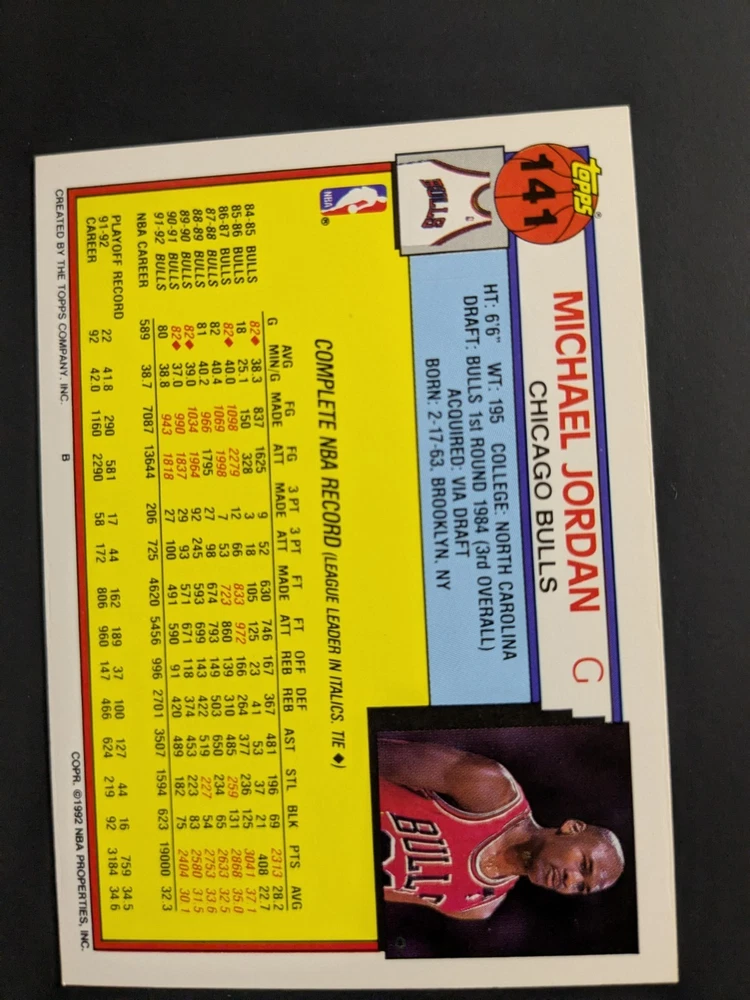 topps®
141
MICHAEL JORDAN G
CHICAGO BULLS
BULLS
HT: 6'6" WT: 195 COLLEGE: NORTH CAROLINA
DRAFT: BULLS 1st ROUND 1984 (3rd OVERALL)
ACQUIRED: VIA DRAFT
BORN: 2-17-63, BROOKLYN, NY
BULLS
NBA ®
COMPLETE NBA RECORD (LEAGUE LEADER IN ITALICS. TIE ♦)
AVG FG FG 3 PT 3 PT FT FT OFF DEF
G MIN/G MADE ATT MADE ATT MADE ATT REB REB AST STL BLK PTS AVG
84-85 BULLS 82♦ 38.3 837 1625 9 52 630 746 167 367 481 196 69 2313 28.2
85-86 BULLS 18 25.1 150 328 3 18 105 125 23 41 53 37 21 408 22.7
86-87 BULLS 82♦ 40.0 1098 2279 12 66 833 972 166 264 377 236 125 3041 37.1
87-88 BULLS 82 40.4 1069 1998 7 53 723 860 139 310 485 259 131 2868 35.0
88-89 BULLS 81 40.2 966 1795 27 98 674 793 149 503 650 234 65 2633 32.5
89-90 BULLS 82♦ 39.0 1034 1964 92 245 593 699 143 422 519 227 54 2753 33.6
90-91 BULLS 82♦ 37.0 990 1837 29 93 571 671 118 374 453 223 83 2580 31.5
91-92 BULLS 80 38.8 943 1818 27 100 491 590 91 420 489 182 75 2404 30.1
NBA CAREER 589 38.7 7087 13644 206 725 4620 5456 996 2701 3507 1594 623 19000 32.3
PLAYOFF RECORD
91-92 22 41.8 290 581 17 44 162 189 37 100 127 44 16 759 34.5
CAREER 92 42.0 1160 2290 58 172 806 960 147 466 624 219 92 3184 34.6
CREATED BY THE TOPPS COMPANY, INC. B COPR. ©1992 NBA PROPERTIES, INC.